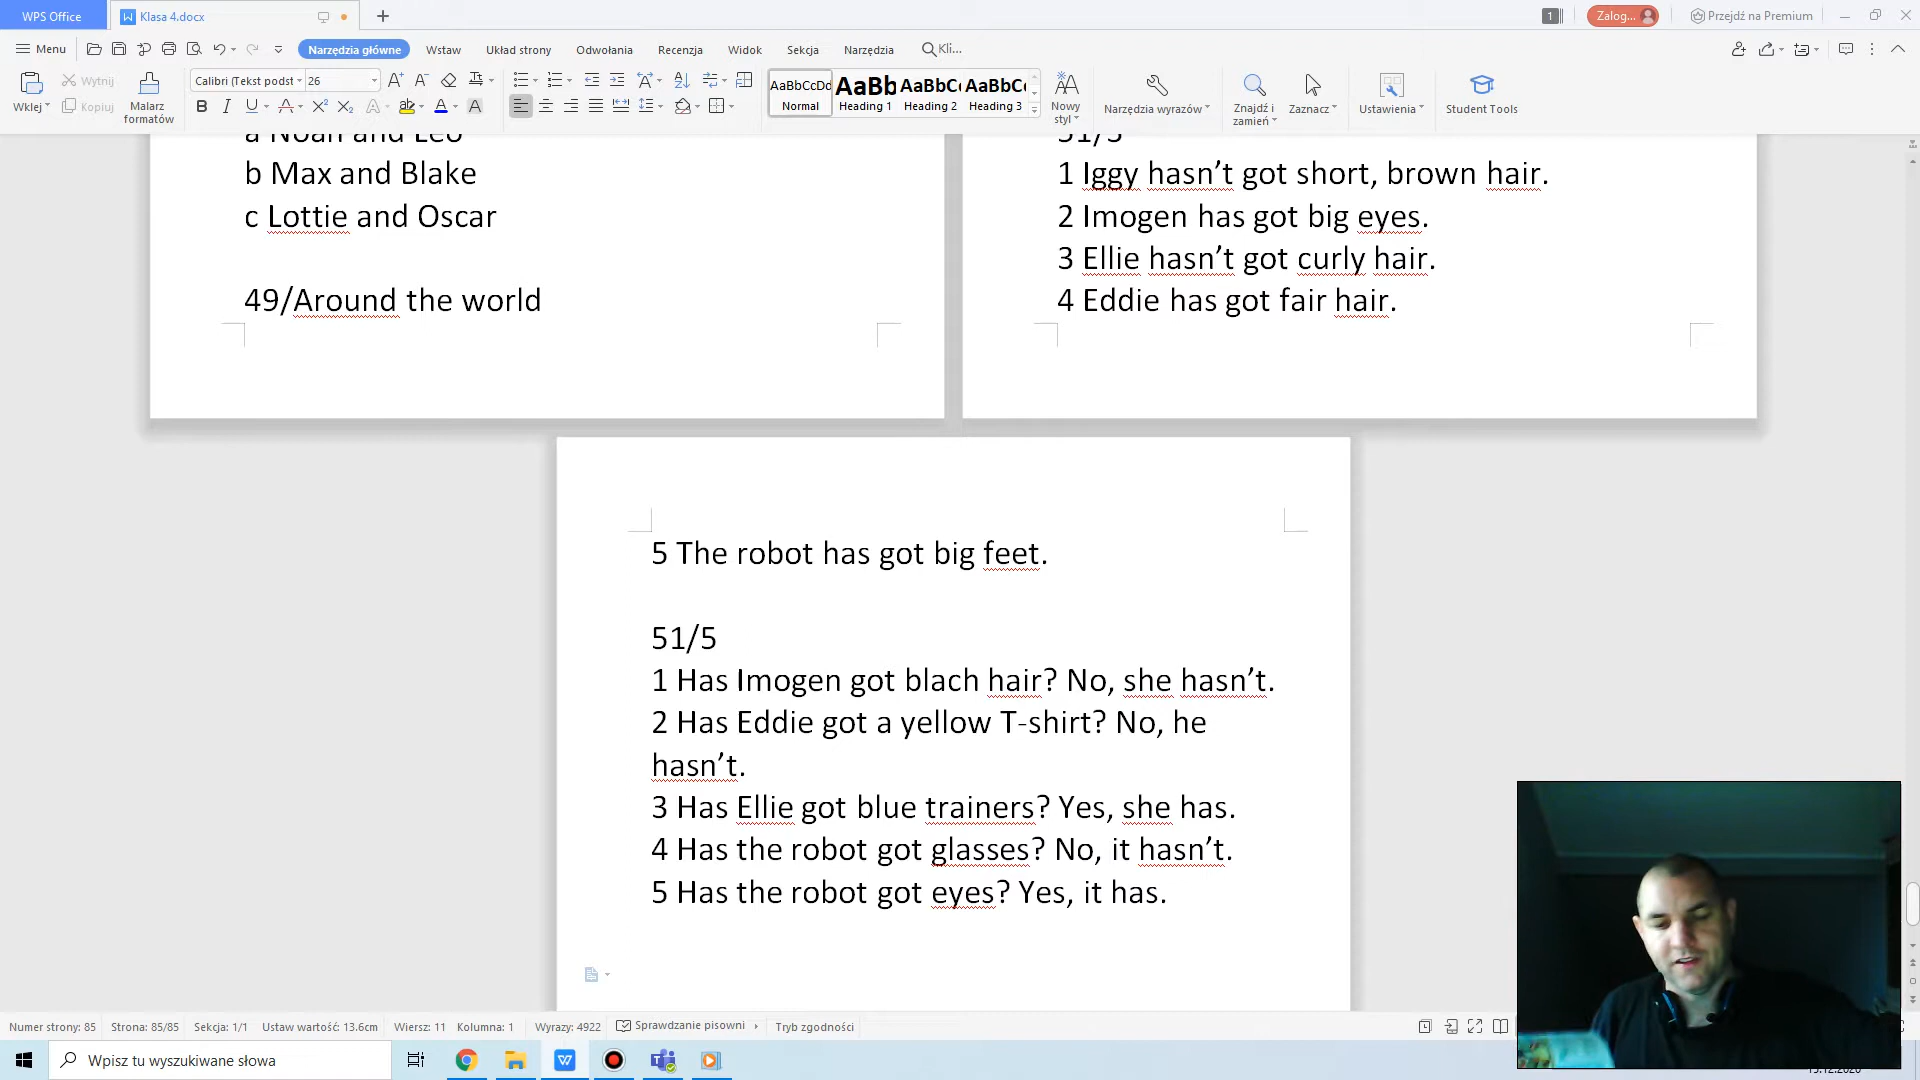 WPS Office
Klasa 4.docx
1
Zalog...
Przejdź na Premium
Menu
Narzędzia główne
Wstaw
Układ strony
Odwołania
Recenzja
Widok
Sekcja
Narzędzia
Kli...
Wklej
Wytnij
Kopiuj
Malarz formatów
Calibri (Tekst podst
26
AaBbCcDd
Normal
AaBb
Heading 1
AaBbC
Heading 2
AaBbC
Heading 3
Nowy styl
Narzędzia wyrazów
Znajdź i zamień
Zaznacz
Ustawienia
Student Tools
a Noah and Leo
b Max and Blake
c Lottie and Oscar
49/Around the world
51/3
1 Iggy hasn’t got short, brown hair.
2 Imogen has got big eyes.
3 Ellie hasn’t got curly hair.
4 Eddie has got fair hair.
5 The robot has got big feet.
51/5
1 Has Imogen got blach hair? No, she hasn’t.
2 Has Eddie got a yellow T-shirt? No, he
hasn’t.
3 Has Ellie got blue trainers? Yes, she has.
4 Has the robot got glasses? No, it hasn’t.
5 Has the robot got eyes? Yes, it has.
Numer strony: 85
Strona: 85/85
Sekcja: 1/1
Ustaw wartość: 13.6cm
Wiersz: 11
Kolumna: 1
Wyrazy: 4922
Sprawdzanie pisowni
Tryb zgodności
Wpisz tu wyszukiwane słowa